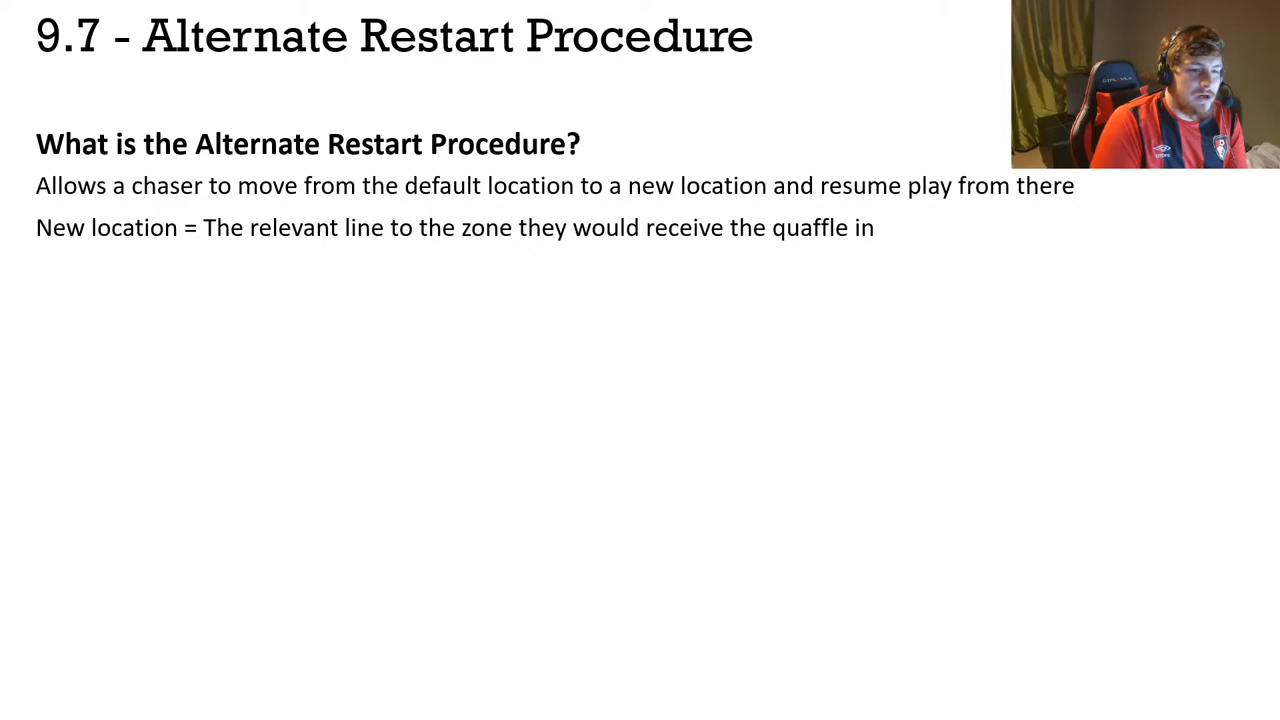 9.7 - Alternate Restart Procedure
What is the Alternate Restart Procedure?
Allows a chaser to move from the default location to a new location and resume play from there
New location = The relevant line to the zone they would receive the quaffle in